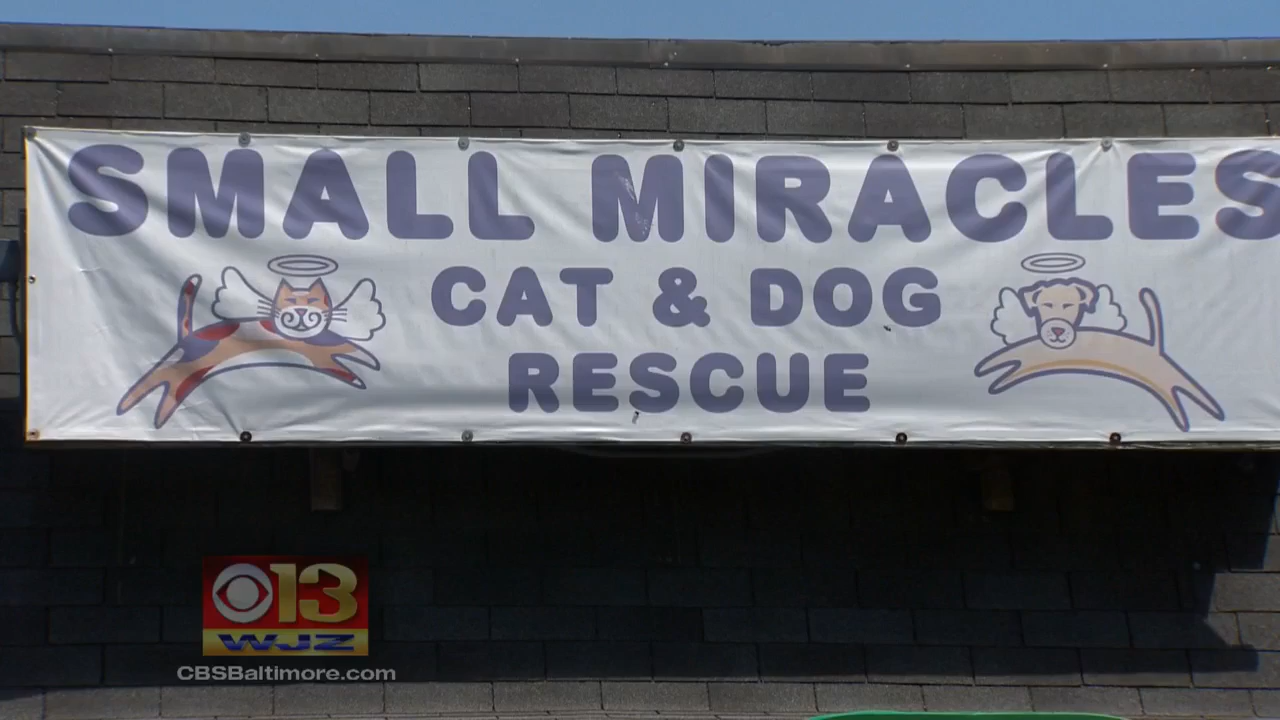 SMALL MIRACLES
CAT & DOG
RESCUE
13
WJZ
CBSBaltimore.com